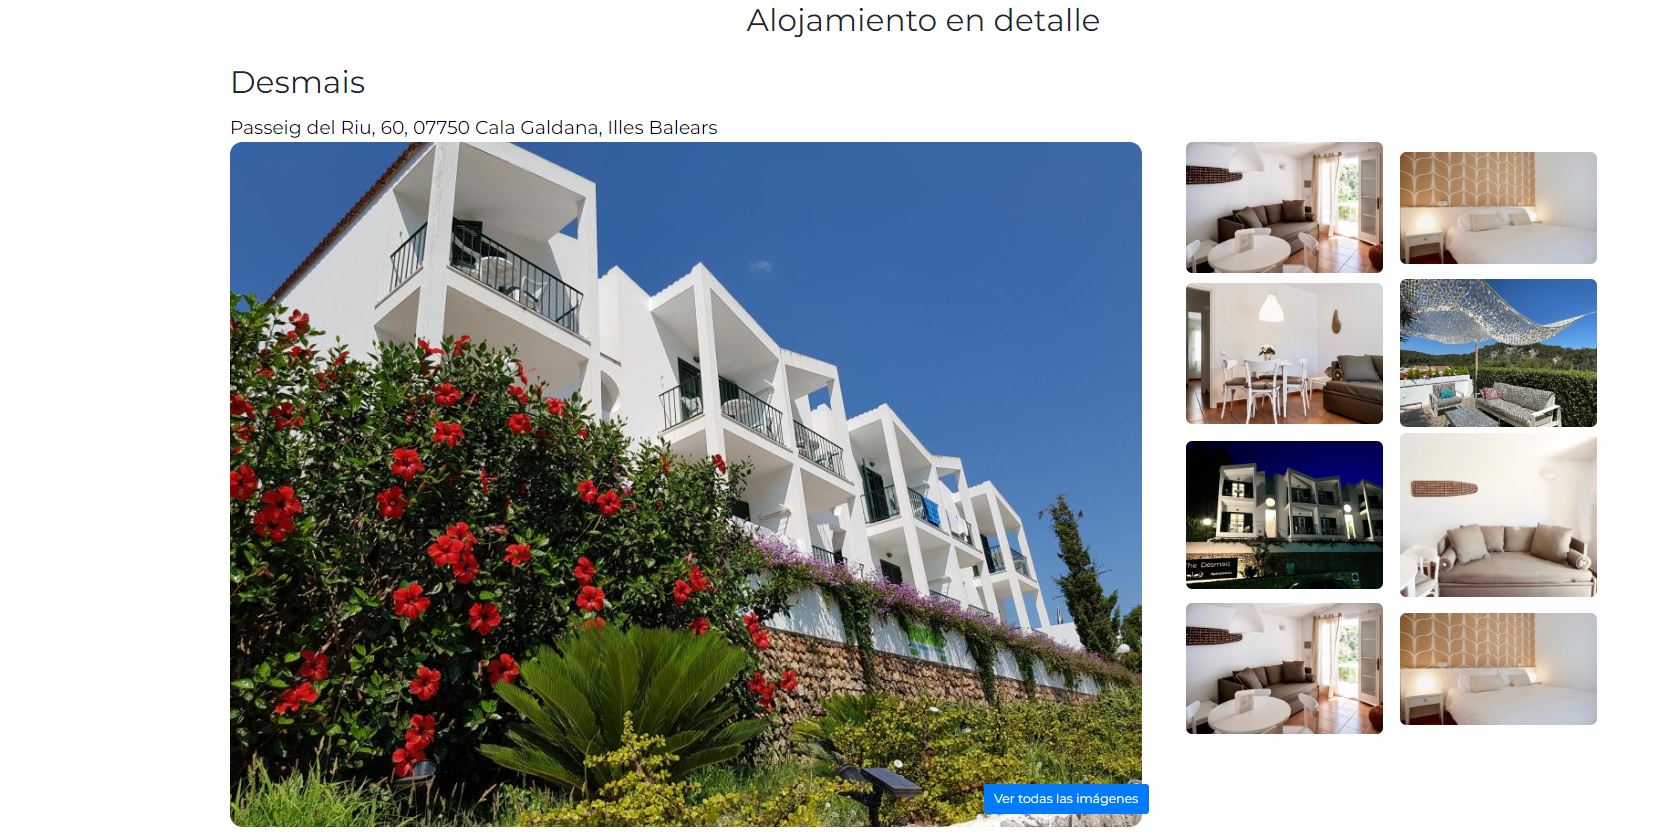 Alojamiento en detalle
Desmais
Passeig del Riu, 60, 07750 Cala Galdana, Illes Balears
The Desmais
Ver todas las imágenes